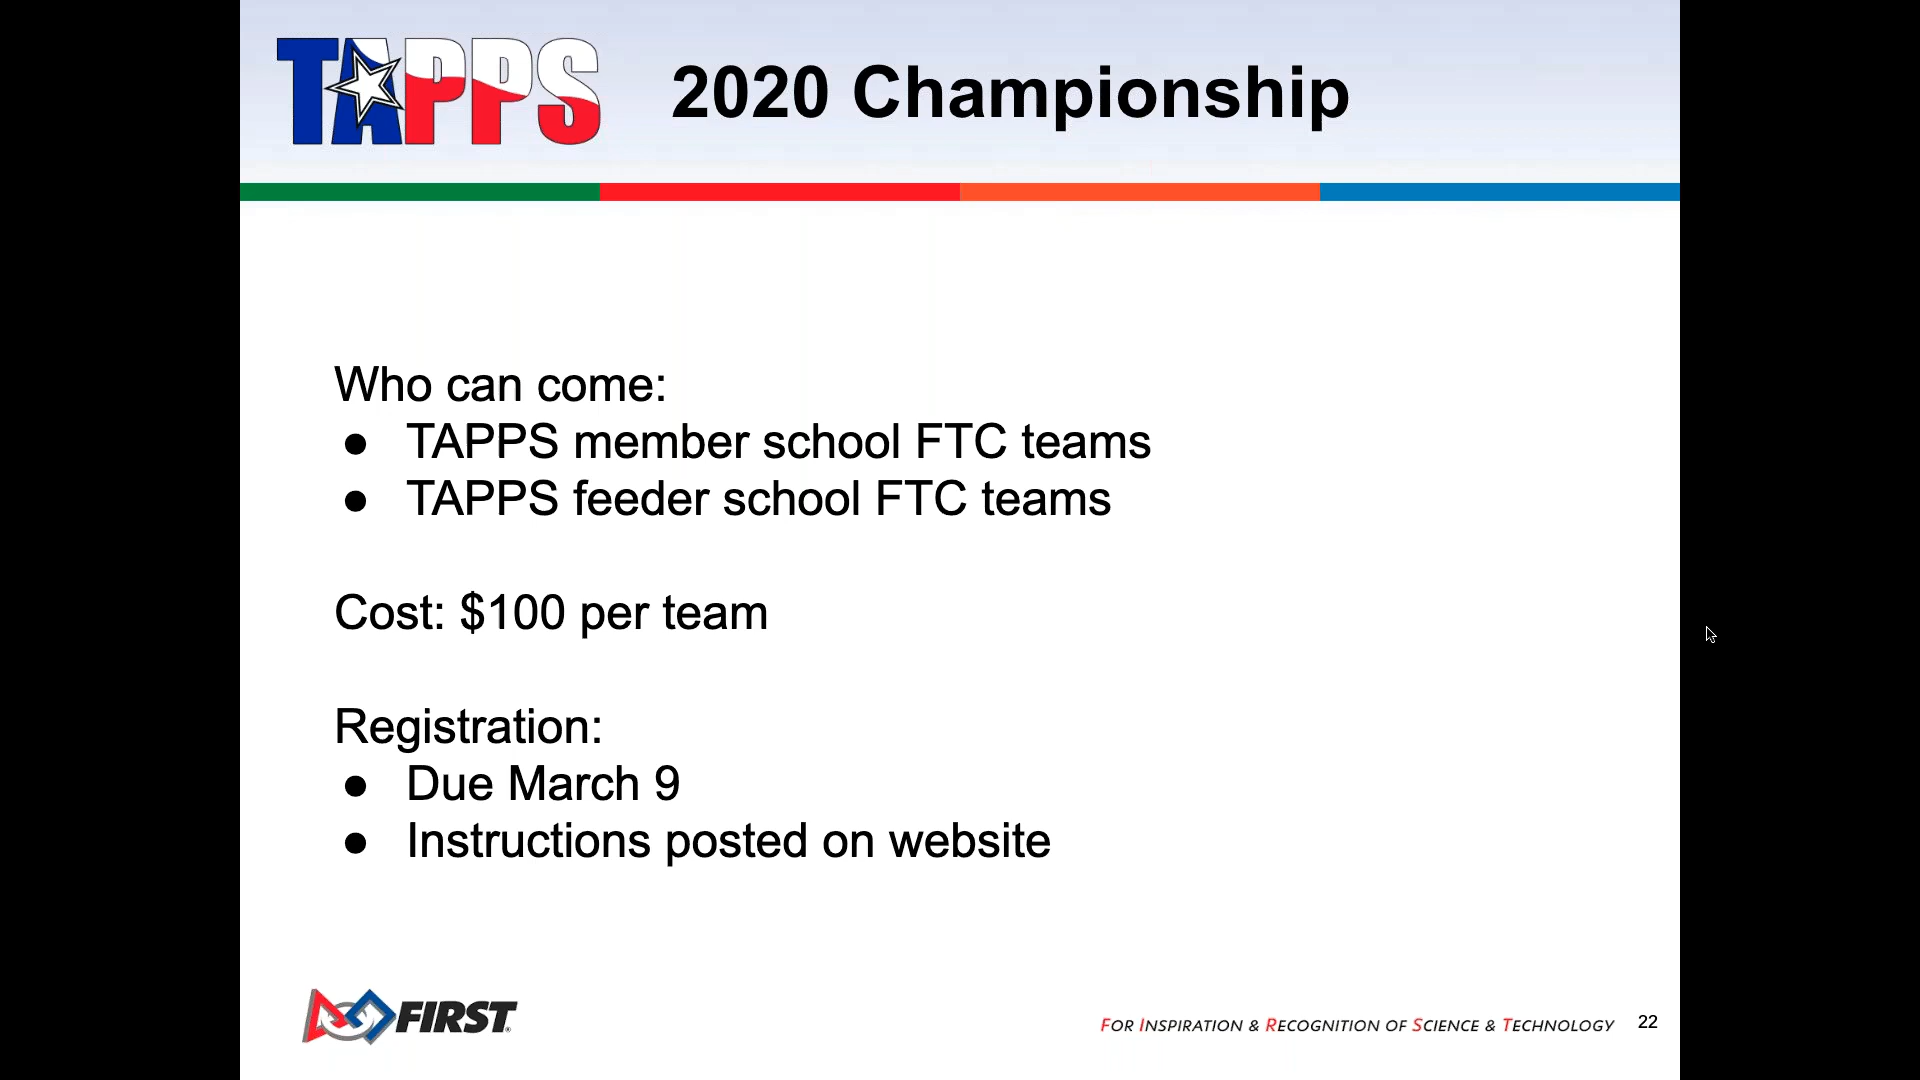 TAPPS
2020 Championship
Who can come:
● TAPPS member school FTC teams
● TAPPS feeder school FTC teams
Cost: $100 per team
Registration:
● Due March 9
● Instructions posted on website
FIRST
FOR INSPIRATION & RECOGNITION OF SCIENCE & TECHNOLOGY
22